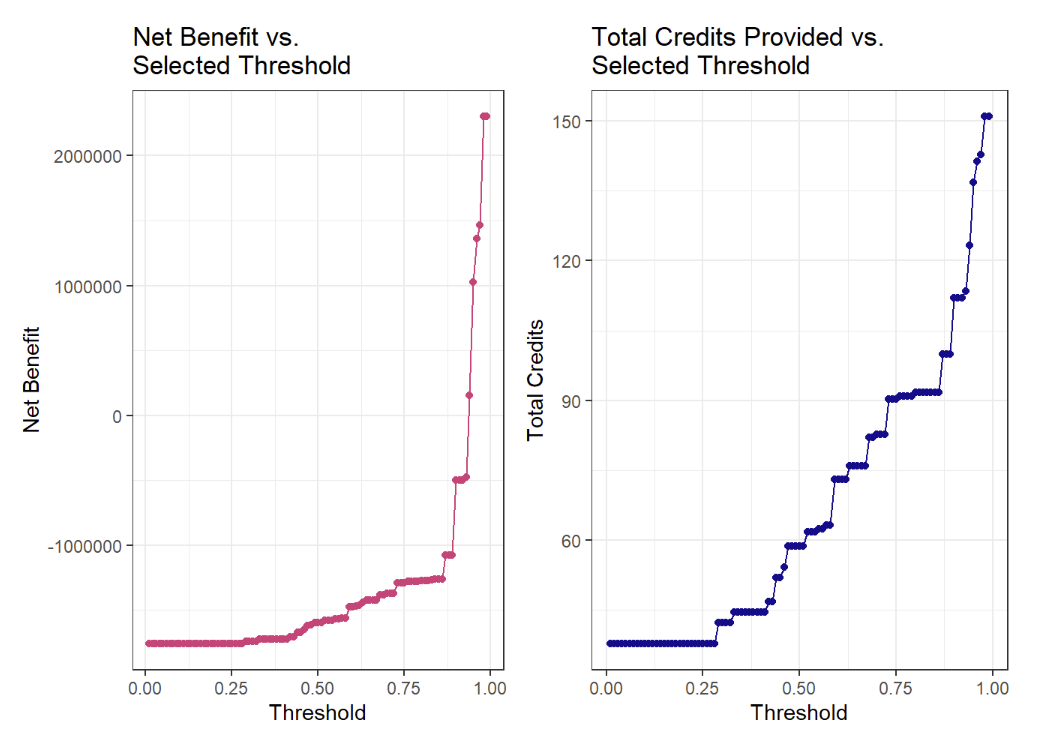 Net Benefit vs.
Selected Threshold
Net Benefit
2000000
1000000
0
-1000000
0.00 0.25 0.50 0.75 1.00
Threshold
Total Credits Provided vs.
Selected Threshold
Total Credits
150
120
90
60
0.00 0.25 0.50 0.75 1.00
Threshold